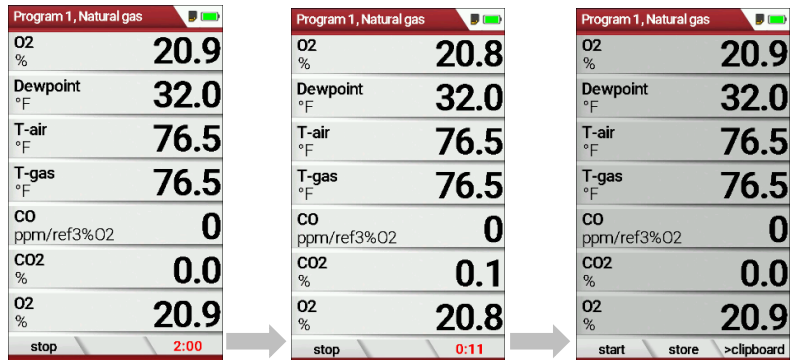 Program 1, Natural gas
O2
%
20.9
Dewpoint
°F
32.0
T-air
°F
76.5
T-gas
°F
76.5
CO
ppm/ref3%O2
0
CO2
%
0.0
O2
%
20.9
stop
2:00
Program 1, Natural gas
O2
%
20.8
Dewpoint
°F
32.0
T-air
°F
76.5
T-gas
°F
76.5
CO
ppm/ref3%O2
0
CO2
%
0.1
O2
%
20.8
stop
0:11
Program 1, Natural gas
O2
%
20.9
Dewpoint
°F
32.0
T-air
°F
76.5
T-gas
°F
76.5
CO
ppm/ref3%O2
0
CO2
%
0.0
O2
%
20.9
start
store
>clipboard